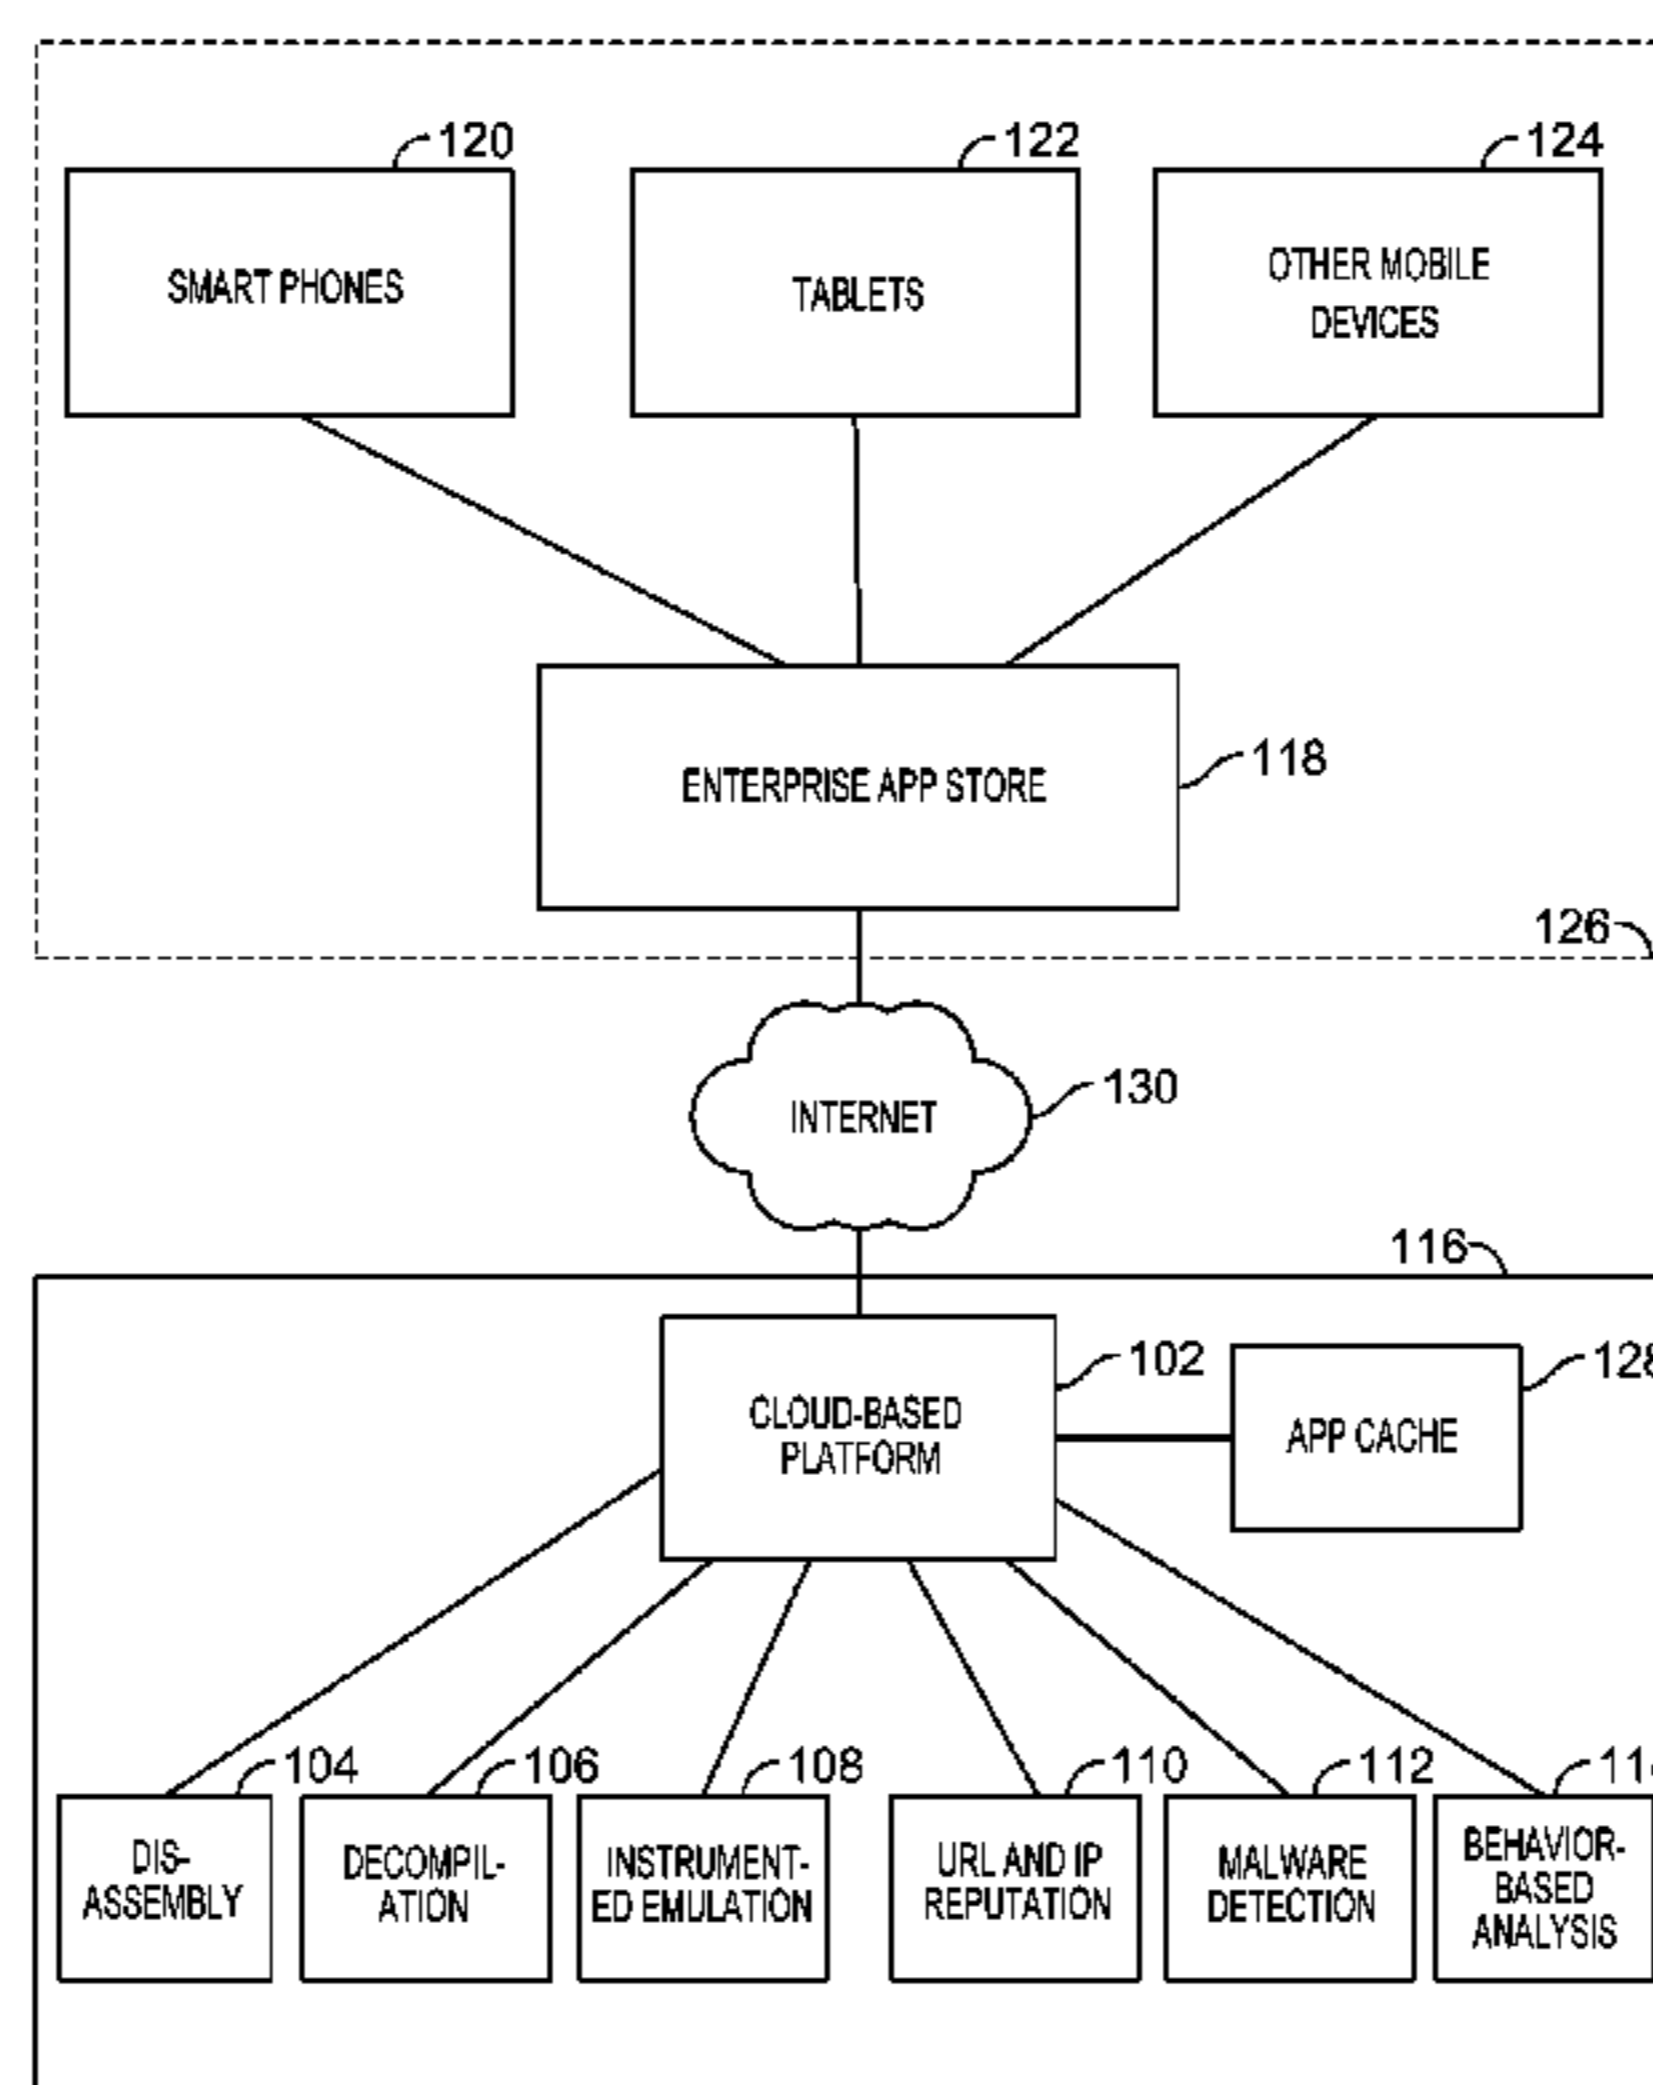 120
122
124
SMART PHONES
TABLETS
OTHER MOBILE
DEVICES
ENTERPRISE APP STORE
118
126
INTERNET
130
116
CLOUD-BASED
PLATFORM
102
APP CACHE
128
104
106
108
110
112
DIS-
ASSEMBLY
DECOMPIL-
ATION
INSTRUMENT-
ED EMULATION
URL AND IP
REPUTATION
MALWARE
DETECTION
BEHAVIOR-
BASED
ANALYSIS